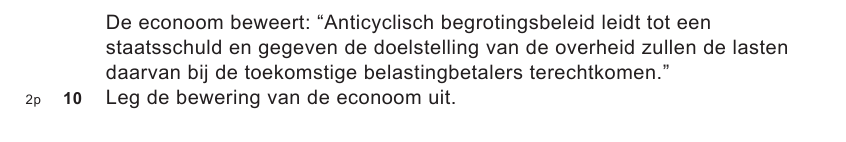 De econoom beweert: “Anticyclisch begrotingsbeleid leidt tot een
staatsschuld en gegeven de doelstelling van de overheid zullen de lasten
daarvan bij de toekomstige belastingbetalers terechtkomen.”
2p 10 Leg de bewering van de econoom uit.